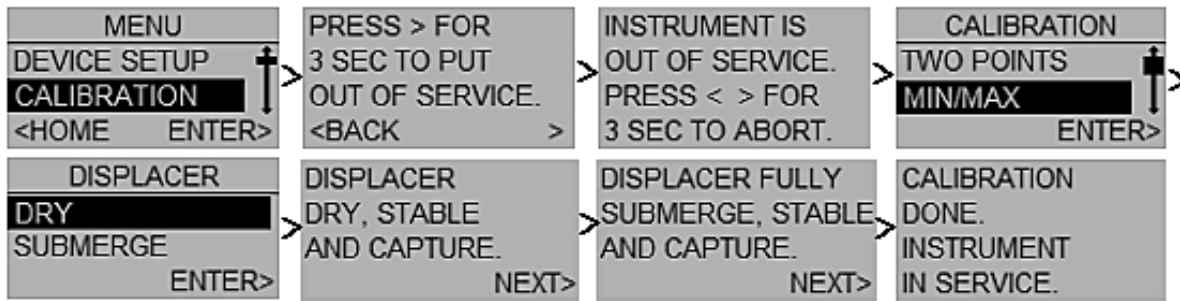 MENU
DEVICE SETUP
CALIBRATION
<HOME ENTER>
>
PRESS > FOR
3 SEC TO PUT
OUT OF SERVICE.
<BACK >
>
INSTRUMENT IS
OUT OF SERVICE.
PRESS < > FOR
3 SEC TO ABORT.
>
CALIBRATION
TWO POINTS
MIN/MAX
ENTER>
>
DISPLACER
DRY
SUBMERGE
ENTER>
>
DISPLACER
DRY, STABLE
AND CAPTURE.
NEXT>
>
DISPLACER FULLY
SUBMERGE, STABLE
AND CAPTURE.
NEXT>
>
CALIBRATION
DONE.
INSTRUMENT
IN SERVICE.